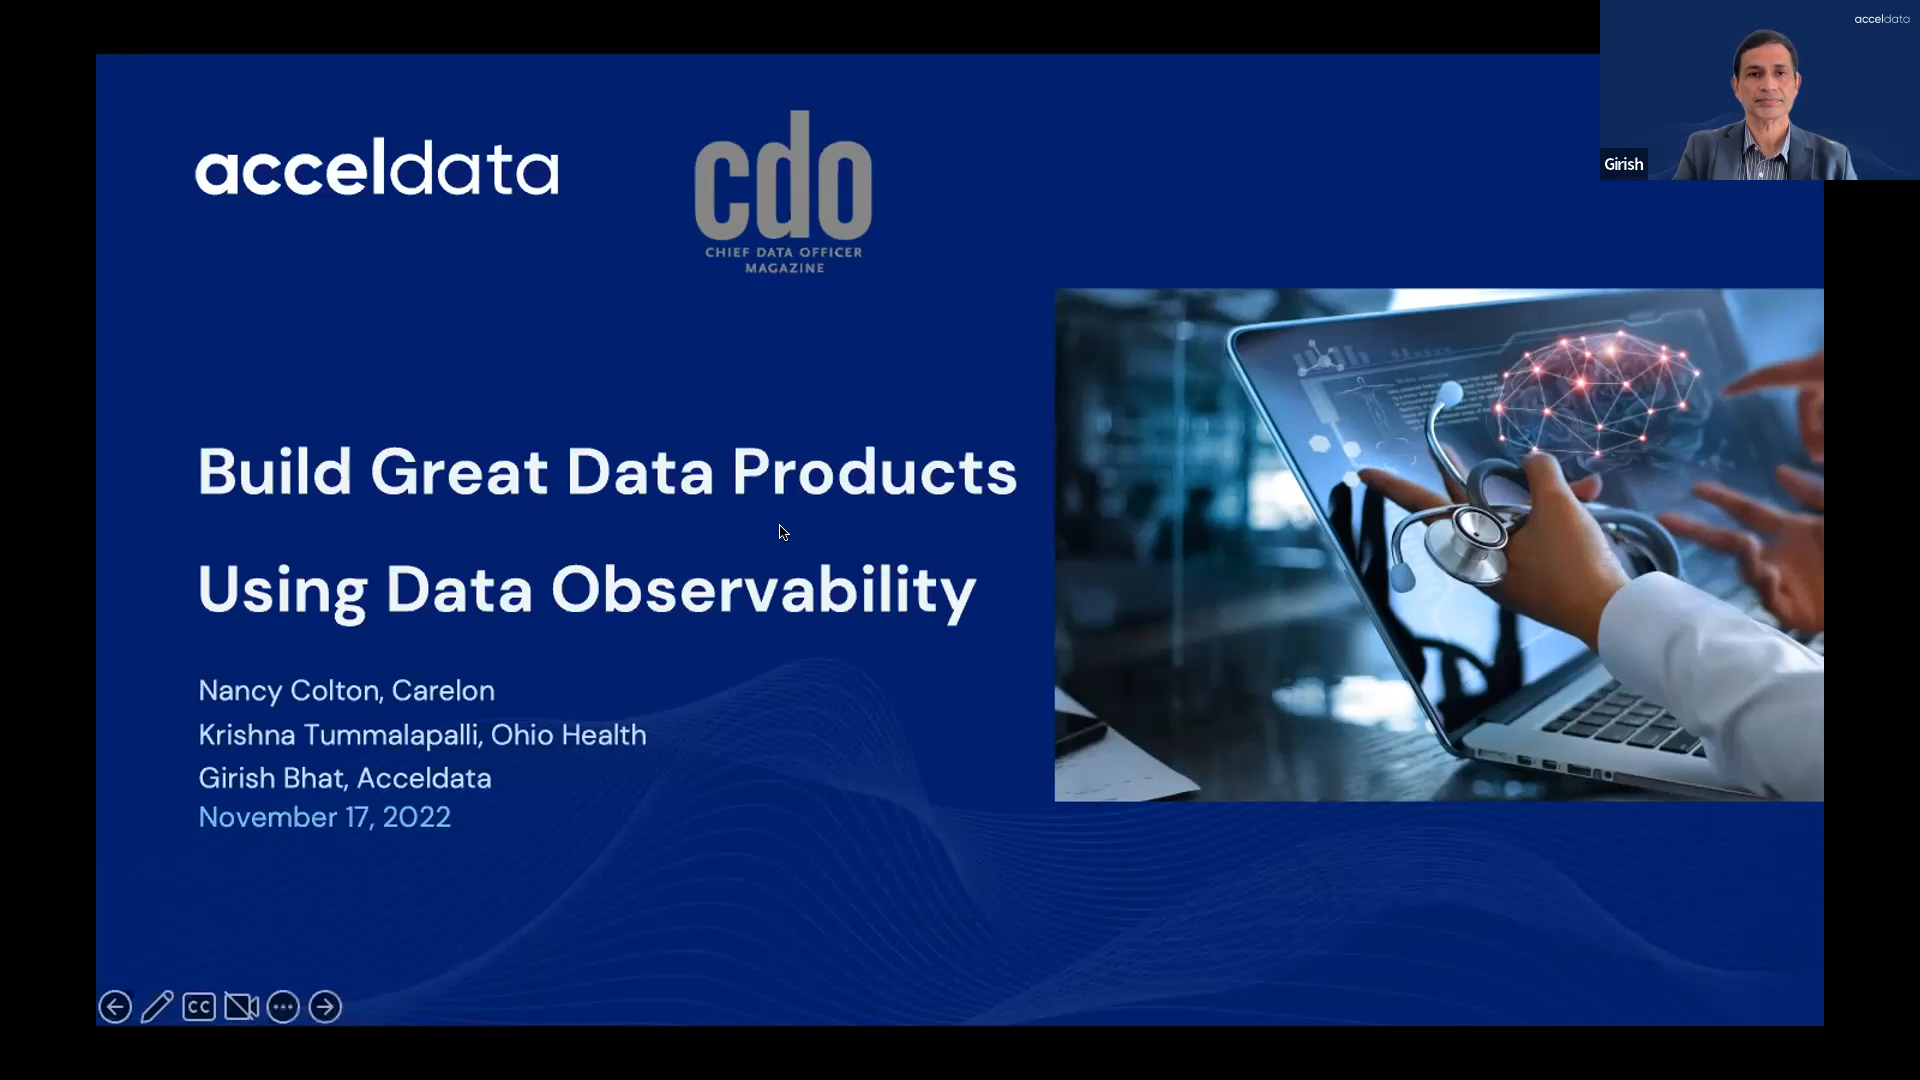 acceldata
Girish
acceldata
cdo
CHIEF DATA OFFICER
MAGAZINE
Build Great Data Products
Using Data Observability
Nancy Colton, Carelon
Krishna Tummalapalli, Ohio Health
Girish Bhat, Acceldata
November 17, 2022
CC